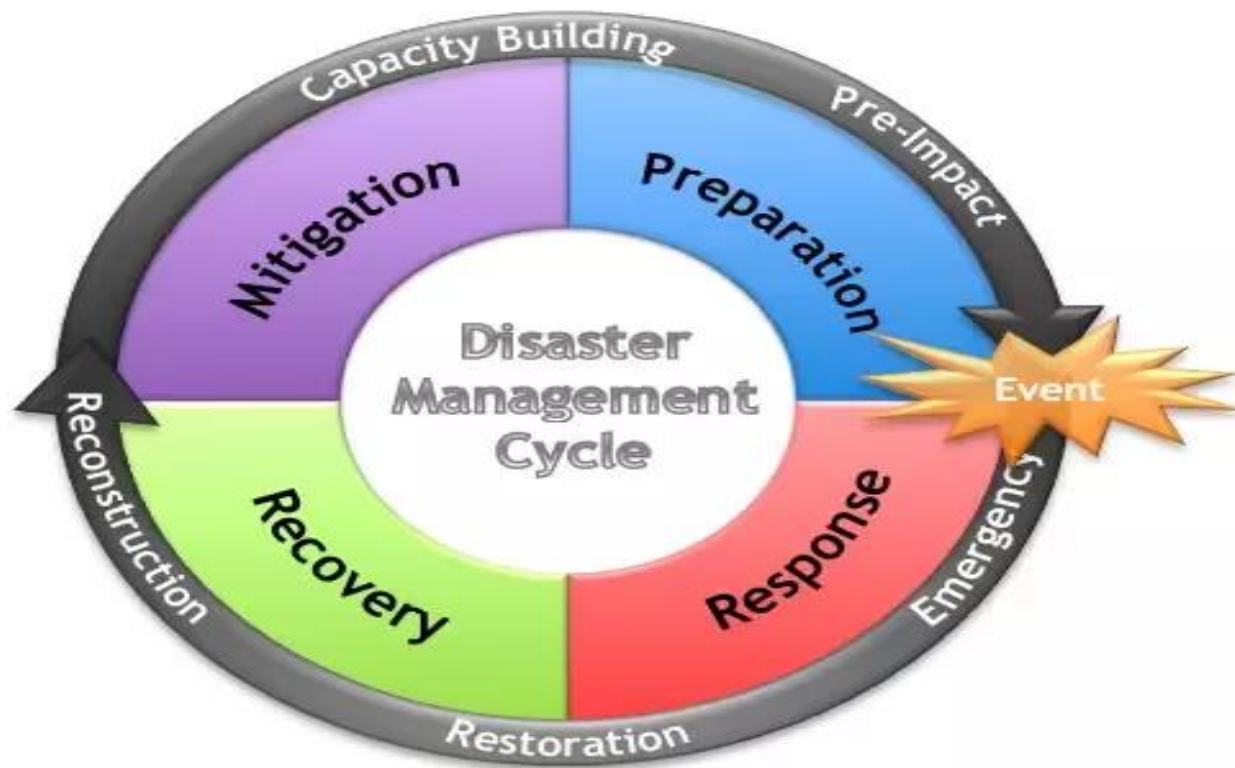 Capacity Building
Pre-Impact
Mitigation
Preparation
Disaster
Management
Cycle
Event
Reconstruction
Recovery
Response
Emergency
Restoration